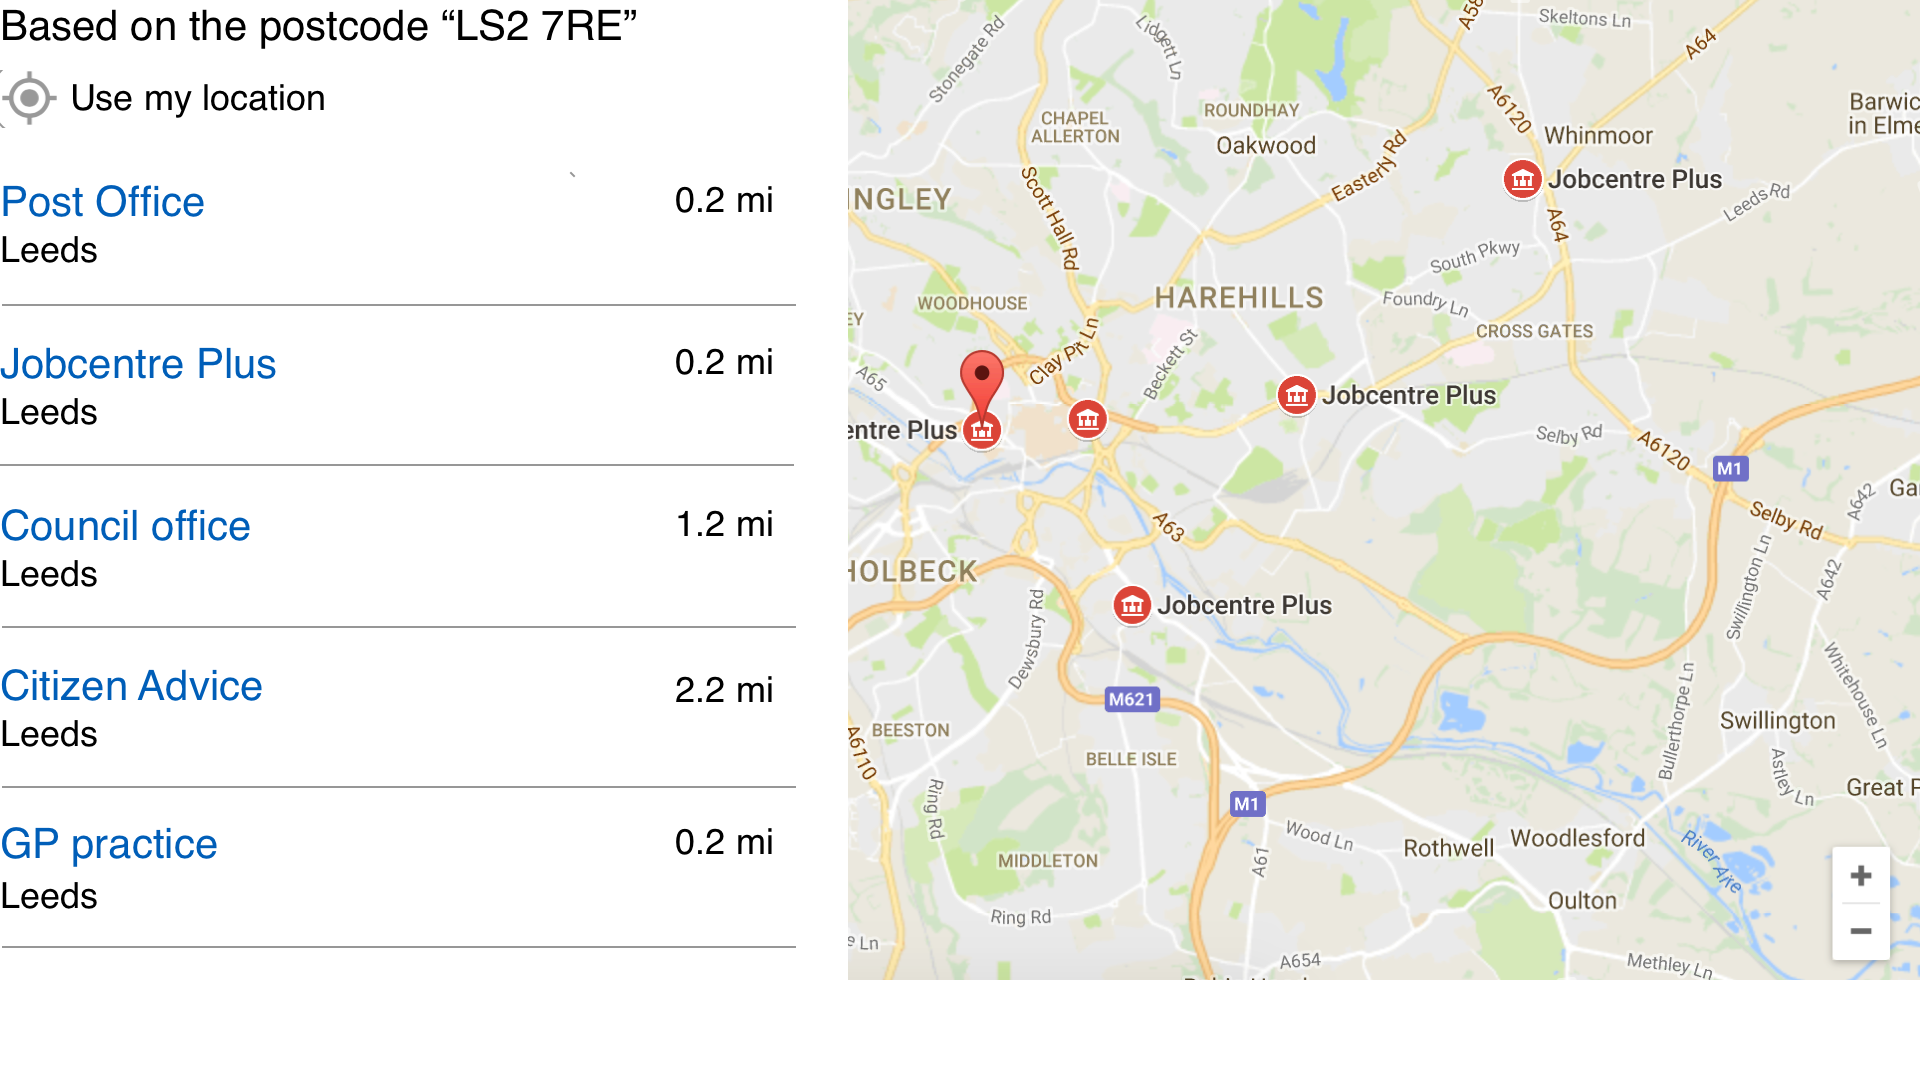 Based on the postcode “LS2 7RE”
Use my location
Post Office
0.2 mi
Leeds
Jobcentre Plus
0.2 mi
Leeds
Council office
1.2 mi
Leeds
Citizen Advice
2.2 mi
Leeds
GP practice
0.2 mi
Leeds
Stonegate Rd
Lidgett Ln
A58
Skeltons Ln
A64
CHAPEL
ALLERTON
ROUNDHAY
Oakwood
A6120
Whinmoor
Barwic
in Elme
Easterly Rd
Jobcentre Plus
INGLEY
Scott Hall Rd
Leeds Rd
A64
South Pkwy
WOODHOUSE
HAREHILLS
Foundry Ln
EY
CROSS GATES
Clay Pit Ln
Beckett St
A65
Jobcentre Plus
entre Plus
Selby Rd
A6120
M1
A642
Ga
A63
Selby Rd
HOLBECK
Swillington Ln
A642
Jobcentre Plus
Dewsbury Rd
M621
Bullerthorpe Ln
Whitehouse Ln
BEESTON
Swillington
A6110
BELLE ISLE
Astley Ln
Great P
Ring Rd
M1
Wood Ln
Rothwell
Woodlesford
River Aire
MIDDLETON
A61
+
Oulton
Ring Rd
−
e Ln
A654
Methley Ln